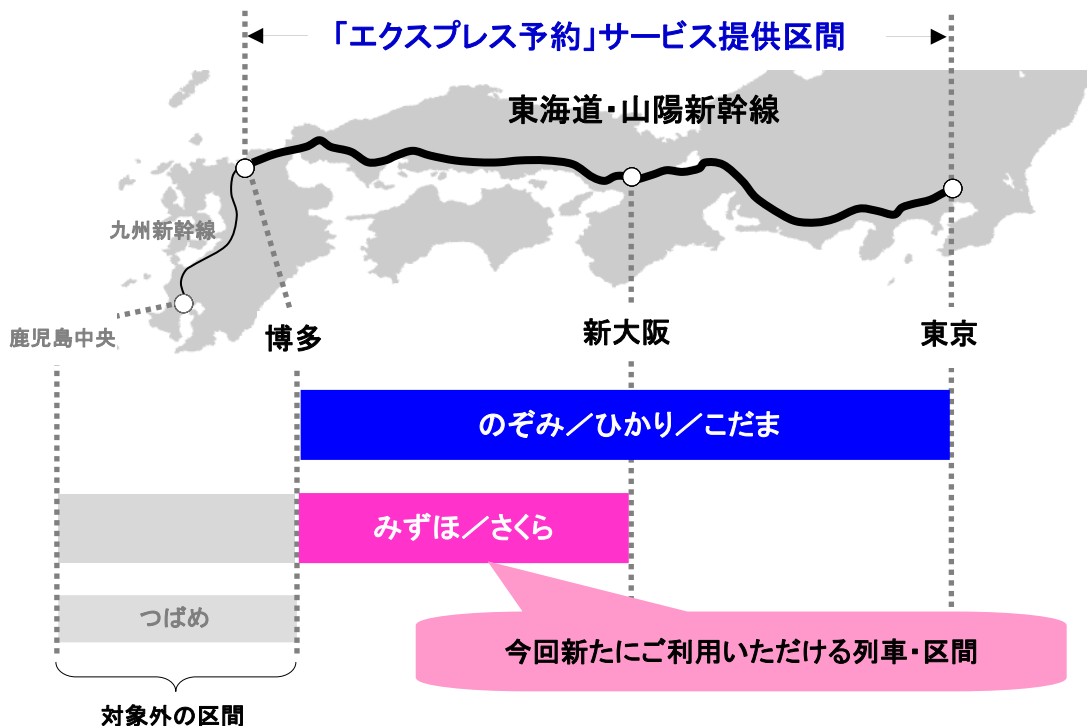 「エクスプレス予約」サービス提供区間
東海道・山陽新幹線
九州新幹線
鹿児島中央
博多
新大阪
東京
のぞみ／ひかり／こだま
みずほ／さくら
つばめ
今回新たにご利用いただける列車・区間
対象外の区間